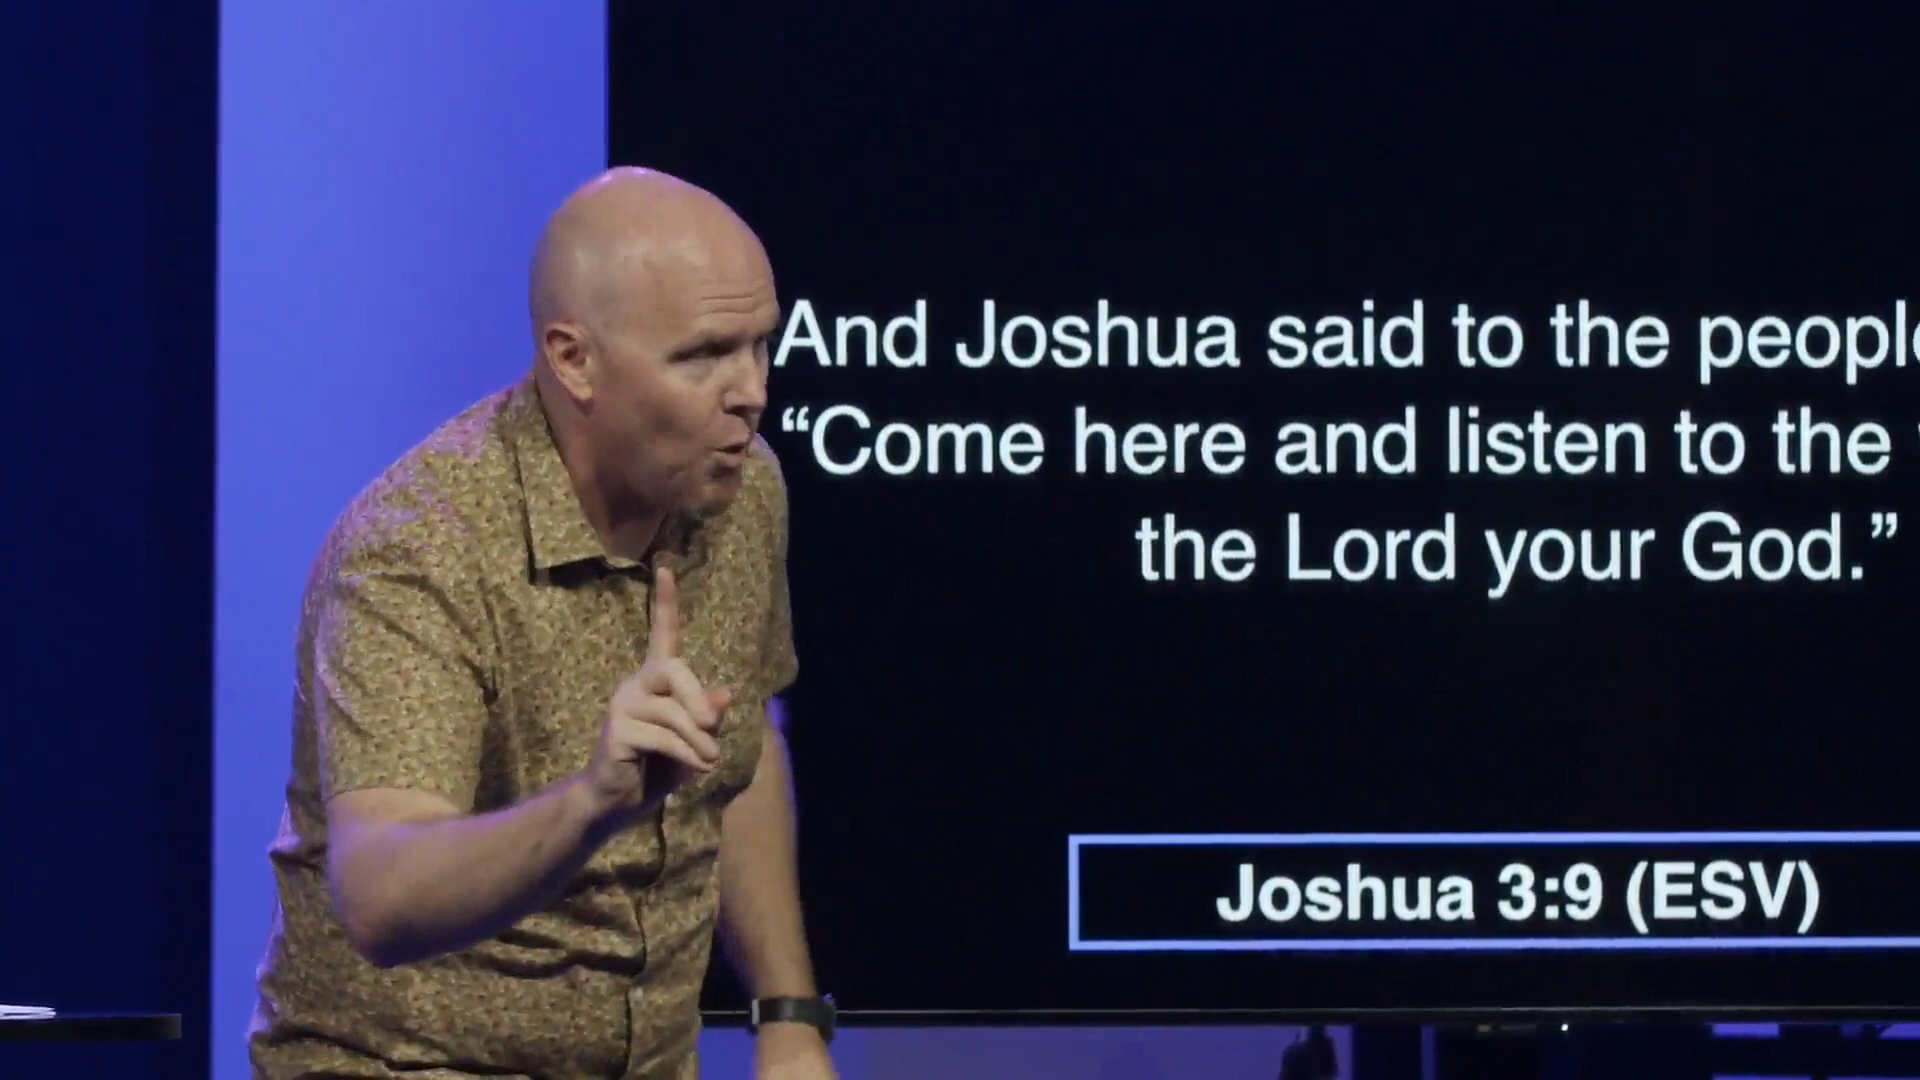 And Joshua said to the people
“Come here and listen to the
the Lord your God.”
Joshua 3:9 (ESV)